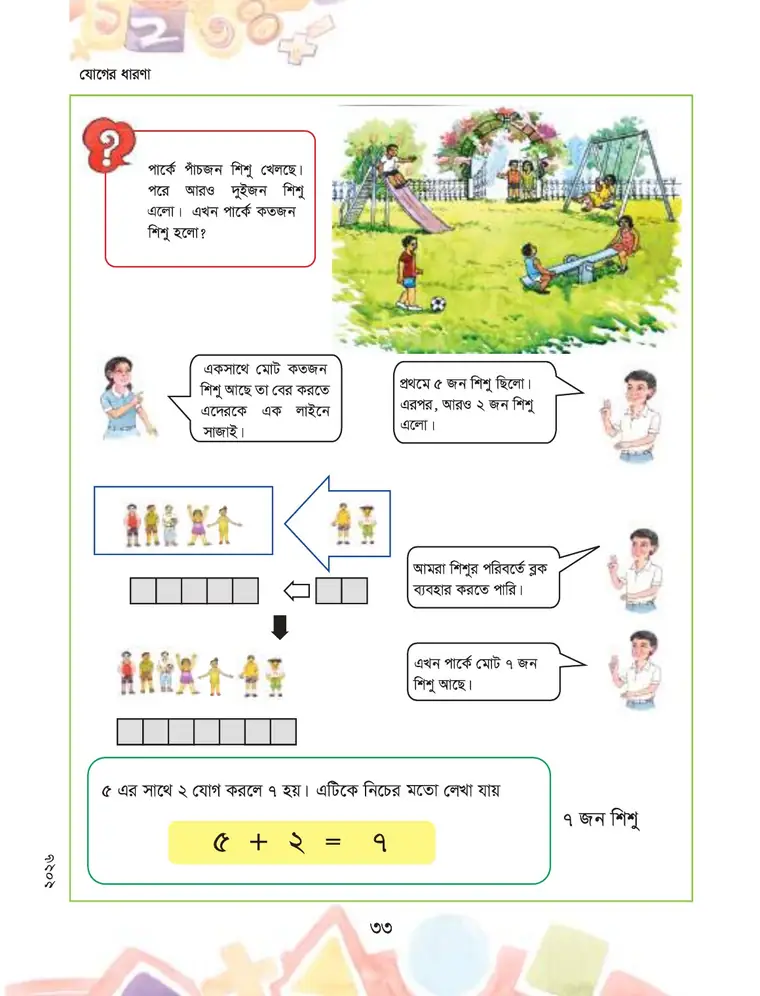 যোগের ধারণা
?
পার্কে পাঁচজন শিশু খেলছে।
পরে আরও দুইজন শিশু
এলো। এখন পার্কে কতজন
শিশু হলো?
একসাথে মোট কতজন
শিশু আছে তা বের করতে
এদেরকে এক লাইনে
সাজাই।
প্রথমে ৫ জন শিশু ছিলো।
এরপর, আরও ২ জন শিশু
এলো।
আমরা শিশুর পরিবর্তে ব্লক
ব্যবহার করতে পারি।
এখন পার্কে মোট ৭ জন
শিশু আছে।
৫ এর সাথে ২ যোগ করলে ৭ হয়। এটিকে নিচের মতো লেখা যায়
৫ + ২ = ৭
৭ জন শিশু
২০২৬
৩৩